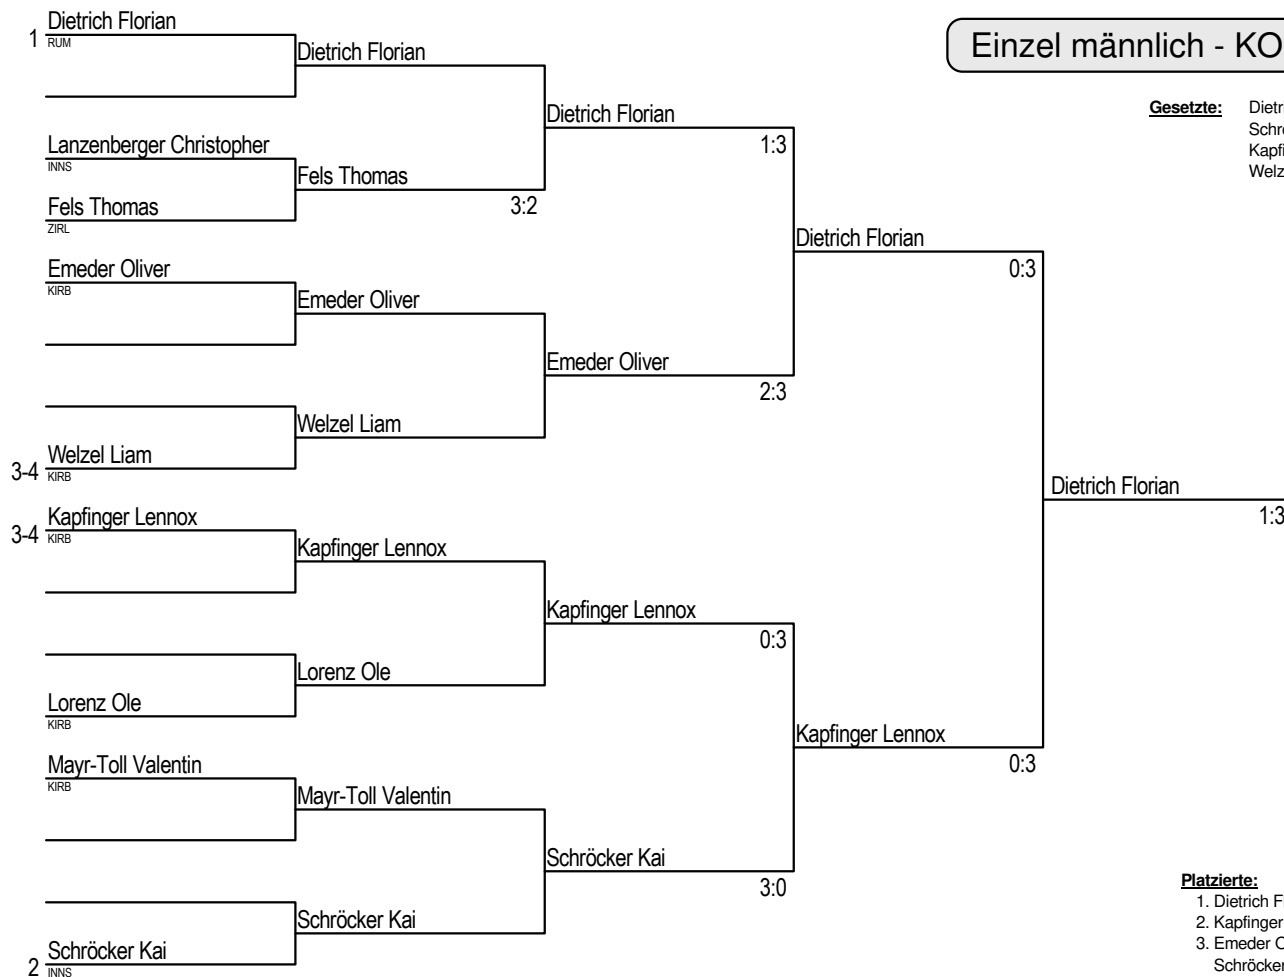 Einzel männlich - KO
Gesetzte:
1 Dietrich Florian
RUM
Lanzenberger Christopher
INNS
Fels Thomas
ZIRL
Emeder Oliver
KIRB
3-4 Welzel Liam
KIRB
3-4 Kapfinger Lennox
KIRB
Lorenz Ole
KIRB
Mayr-Toll Valentin
KIRB
2 Schröcker Kai
INNS
Dietrich Florian
Fels Thomas
3:2
Emeder Oliver
Welzel Liam
Kapfinger Lennox
Lorenz Ole
Mayr-Toll Valentin
Schröcker Kai
Dietrich Florian
1:3
Emeder Oliver
2:3
Kapfinger Lennox
0:3
Schröcker Kai
3:0
Dietrich Florian
0:3
Kapfinger Lennox
0:3
Dietrich Florian
1:3
Platzierte:
1. Dietrich
2. Kapfinger
3. Emeder
Schröcker